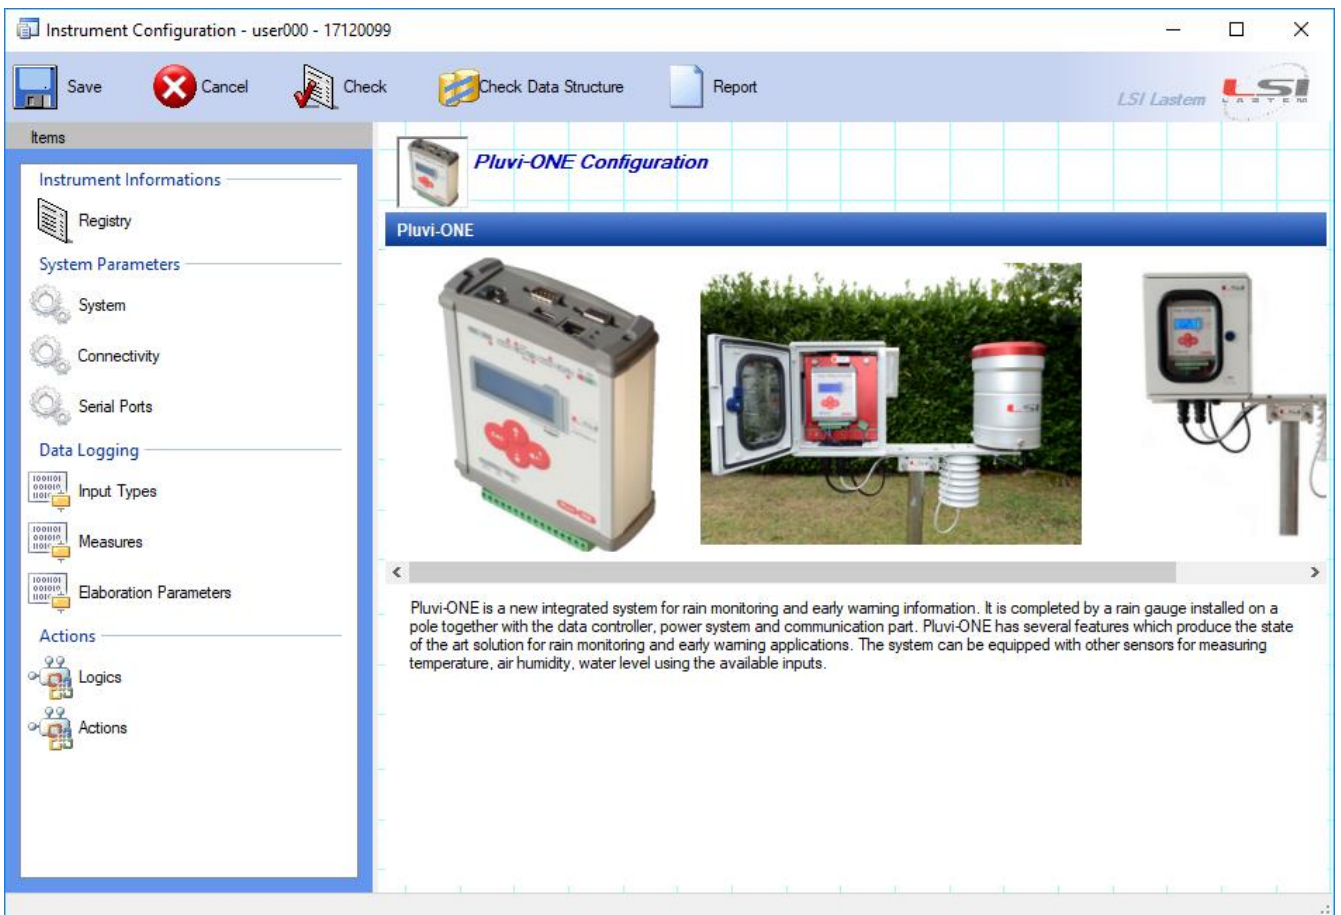 Instrument Configuration - user000 - 17120099
Save
Cancel
Check
Check Data Structure
Report
LSI Lastem
LSI
LASTEM
Items
Instrument Informations
Registry
System Parameters
System
Connectivity
Serial Ports
Data Logging
Input Types
Measures
Elaboration Parameters
Actions
Logics
Actions
Pluvi-ONE Configuration
Pluvi-ONE
Pluvi-ONE is a new integrated system for rain monitoring and early warning information. It is completed by a rain gauge installed on a
pole together with the data controller, power system and communication part. Pluvi-ONE has several features which produce the state
of the art solution for rain monitoring and early warning applications. The system can be equipped with other sensors for measuring
temperature, air humidity, water level using the available inputs.